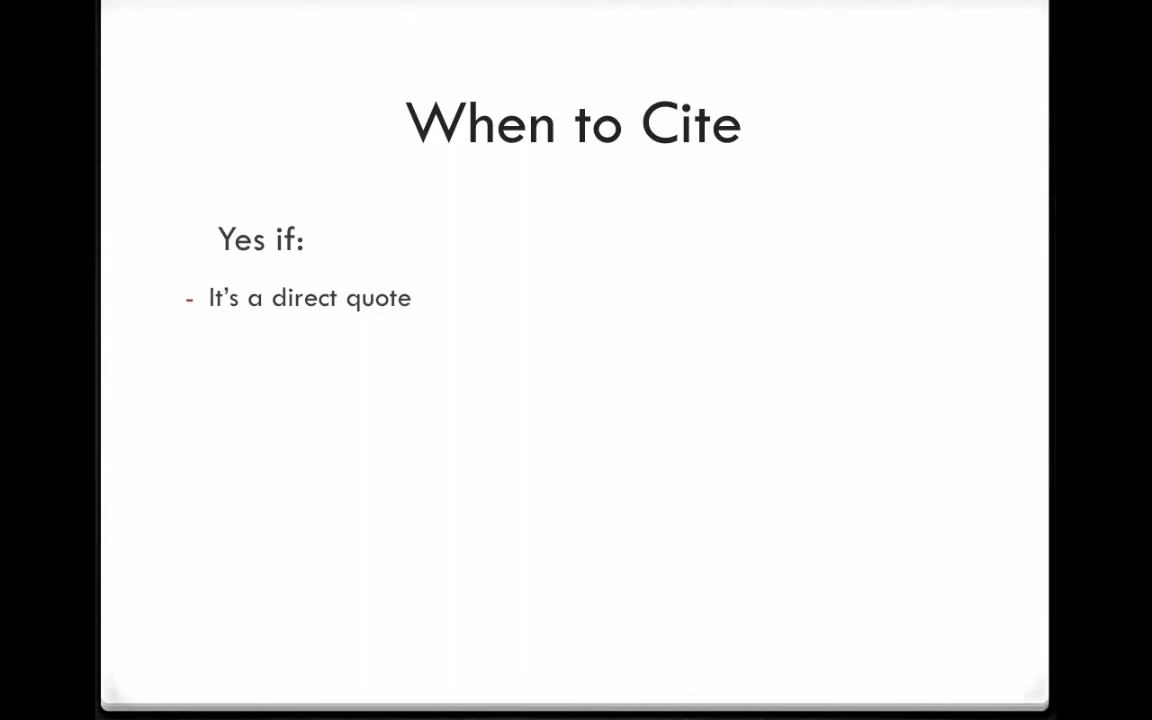 When to Cite
Yes if:
- It’s a direct quote